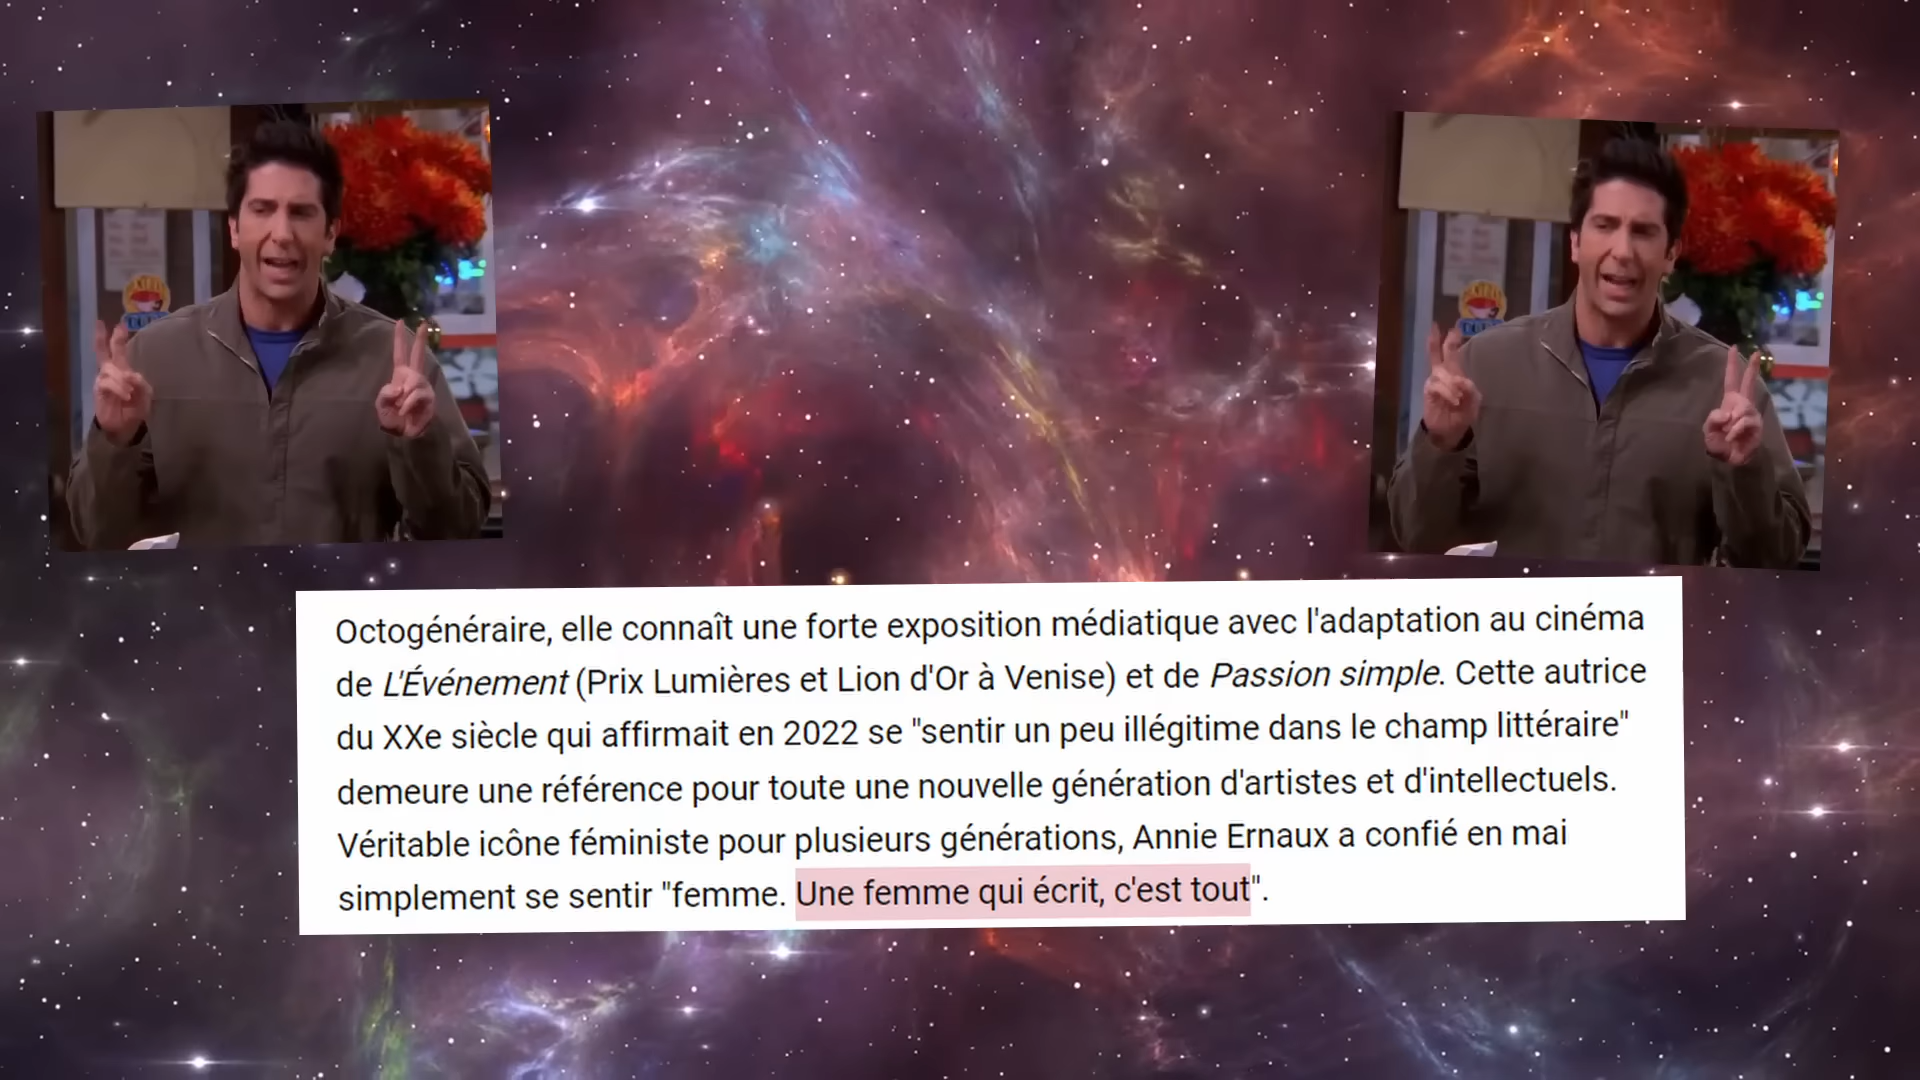 Octogénéraire, elle connaît une forte exposition médiatique avec l'adaptation au cinéma
de L'Événement (Prix Lumières et Lion d'Or à Venise) et de Passion simple. Cette autrice
du XXe siècle qui affirmait en 2022 se "sentir un peu illégitime dans le champ littéraire"
demeure une référence pour toute une nouvelle génération d'artistes et d'intellectuels.
Véritable icône féministe pour plusieurs générations, Annie Ernaux a confié en mai
simplement se sentir "femme. Une femme qui écrit, c'est tout".